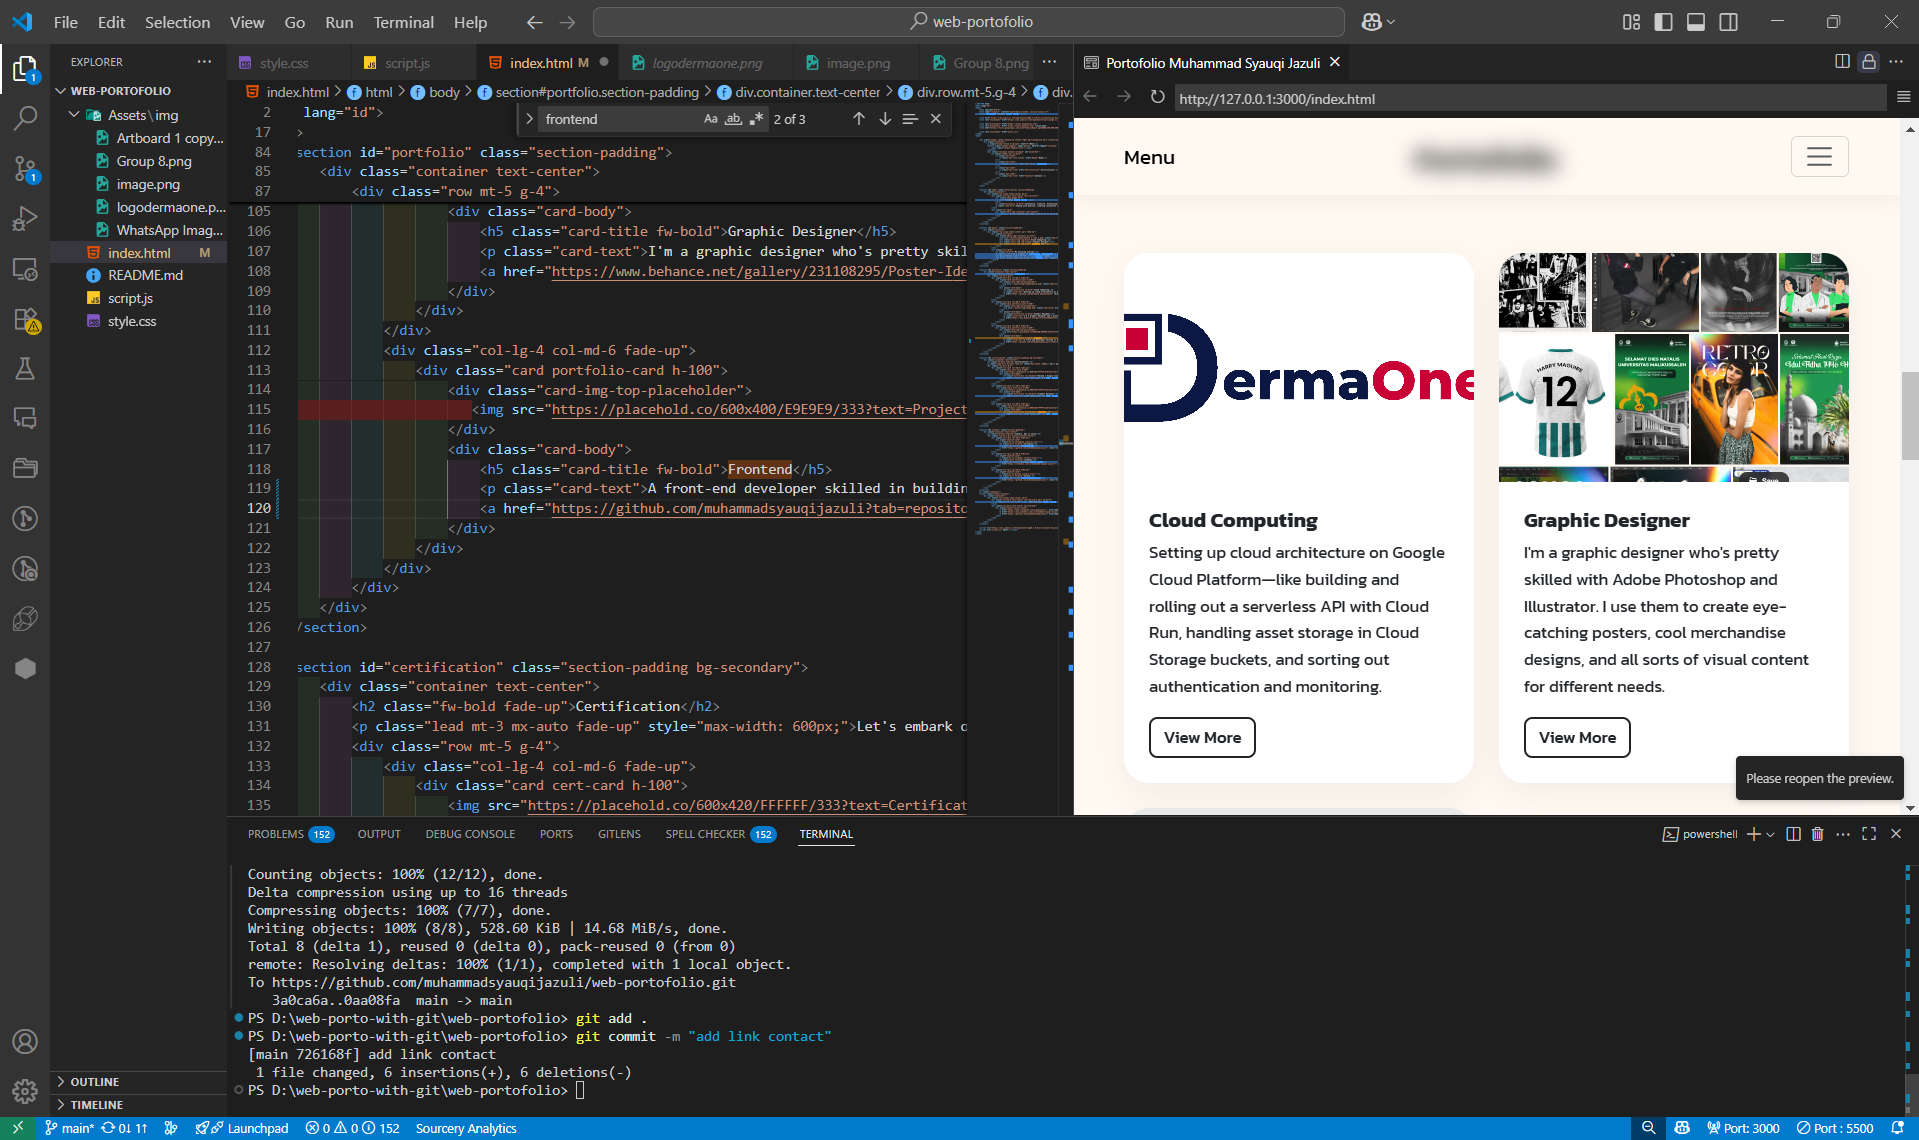 File Edit Selection View Go Run Terminal Help
web-portofolio
EXPLORER
WEB-PORTOFOLIO
Assets\img
Artboard 1 copy...
Group 8.png
image.png
logodermaone.p...
WhatsApp Imag...
index.html M
README.md
script.js
style.css
OUTLINE
TIMELINE
style.css
script.js
index.html M
logodermaone.png
image.png
Group 8.png
index.html > html > body > section#portfolio.section-padding > div.container.text-center > div.row.mt-5.g-4 > div.
frontend
Aa ab 2 of 3
2 lang="id">
17 >
84 section id="portfolio" class="section-padding">
85 <div class="container text-center">
87 <div class="row mt-5 g-4">
105 <div class="card-body">
106 <h5 class="card-title fw-bold">Graphic Designer</h5>
107 <p class="card-text">I'm a graphic designer who's pretty skil
108 <a href="https://www.behance.net/gallery/231108295/Poster-Ide
109 </div>
110 </div>
111 </div>
112 <div class="col-lg-4 col-md-6 fade-up">
113 <div class="card portfolio-card h-100">
114 <div class="card-img-top-placeholder">
115 <img src="https://placehold.co/600x400/E9E9E9/333?text=Project
116 </div>
117 <div class="card-body">
118 <h5 class="card-title fw-bold">Frontend</h5>
119 <p class="card-text">A front-end developer skilled in buildin
120 <a href="https://github.com/muhammadsyauqijazuli?tab=reposito
121 </div>
122 </div>
123 </div>
124 </div>
125 </div>
126 /section>
127
128 section id="certification" class="section-padding bg-secondary">
129 <div class="container text-center">
130 <h2 class="fw-bold fade-up">Certification</h2>
131 <p class="lead mt-3 mx-auto fade-up" style="max-width: 600px;">Let's embark o
132 <div class="row mt-5 g-4">
133 <div class="col-lg-4 col-md-6 fade-up">
134 <div class="card cert-card h-100">
135 <img src="https://placehold.co/600x420/FFFFFF/333?text=Certificat
Portofolio Muhammad Syauqi Jazuli
http://127.0.0.1:3000/index.html
Menu
DermaOne
HARRY MAGUIRE
12
SELAMAT DIES NATALIS
UNIVERSITAS MALIKUSSALEH
RETRO
COLOR
Cloud Computing
Setting up cloud architecture on Google
Cloud Platform—like building and
rolling out a serverless API with Cloud
Run, handling asset storage in Cloud
Storage buckets, and sorting out
authentication and monitoring.
View More
Graphic Designer
I'm a graphic designer who's pretty
skilled with Adobe Photoshop and
Illustrator. I use them to create eye-
catching posters, cool merchandise
designs, and all sorts of visual content
for different needs.
View More
Please reopen the preview.
PROBLEMS 152 OUTPUT DEBUG CONSOLE PORTS GITLENS SPELL CHECKER 152 TERMINAL
powershell
Counting objects: 100% (12/12), done.
Delta compression using up to 16 threads
Compressing objects: 100% (7/7), done.
Writing objects: 100% (8/8), 528.60 KiB | 14.68 MiB/s, done.
Total 8 (delta 1), reused 0 (delta 0), pack-reused 0 (from 0)
remote: Resolving deltas: 100% (1/1), completed with 1 local object.
To https://github.com/muhammadsyauqijazuli/web-portofolio.git
3a0ca6a..0aa08fa main -> main
PS D:\web-porto-with-git\web-portofolio> git add .
PS D:\web-porto-with-git\web-portofolio> git commit -m "add link contact"
[main 726168f] add link contact
1 file changed, 6 insertions(+), 6 deletions(-)
PS D:\web-porto-with-git\web-portofolio>
main* 0↓ 1↑ Launchpad 0 0 152 Sourcery Analytics
Port: 3000 Port : 5500